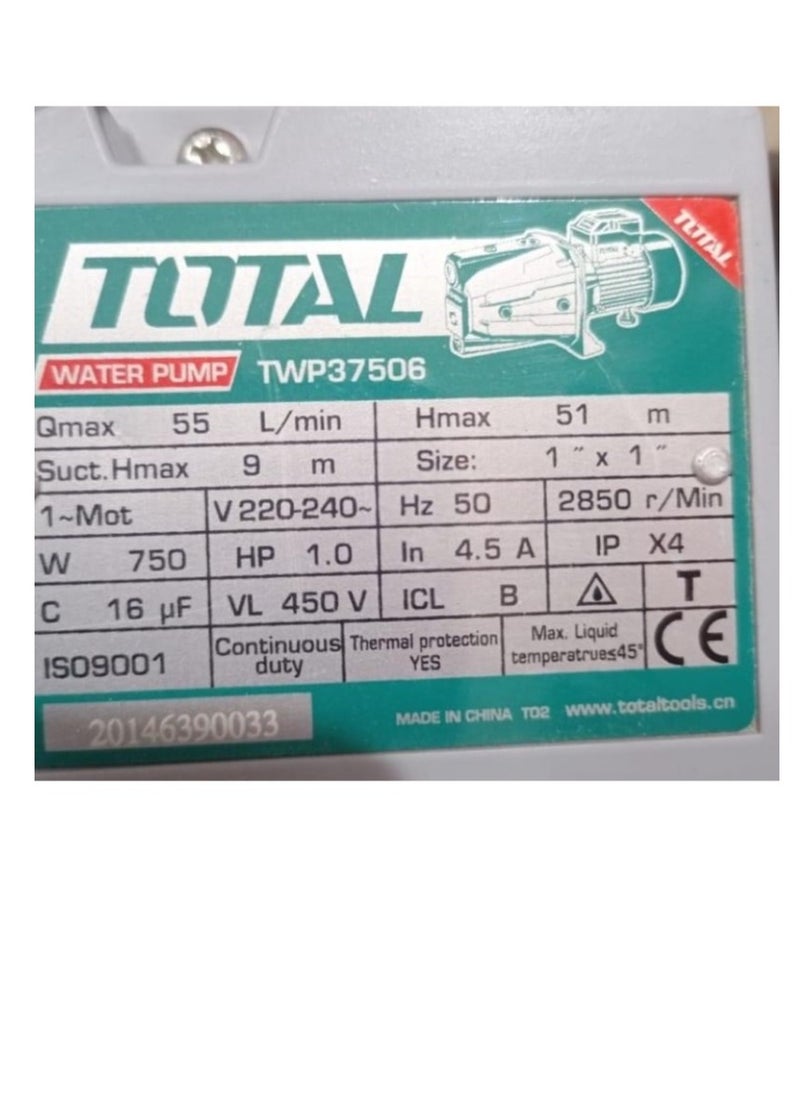 TOTAL
TOTAL
WATER PUMP TWP37506
Qmax 55 L/min Hmax 51 m
Suct.Hmax 9 m Size: 1 ″ x 1 ″
1~Mot V 220-240~ Hz 50 2850 r/Min
W 750 HP 1.0 In 4.5 A IP X4
C 16 µF VL 450 V ICL B T
ISO9001 Continuous duty Thermal protection YES Max. Liquid temperatrue≤45° CE
20146390033 MADE IN CHINA T02 www.totaltools.cn